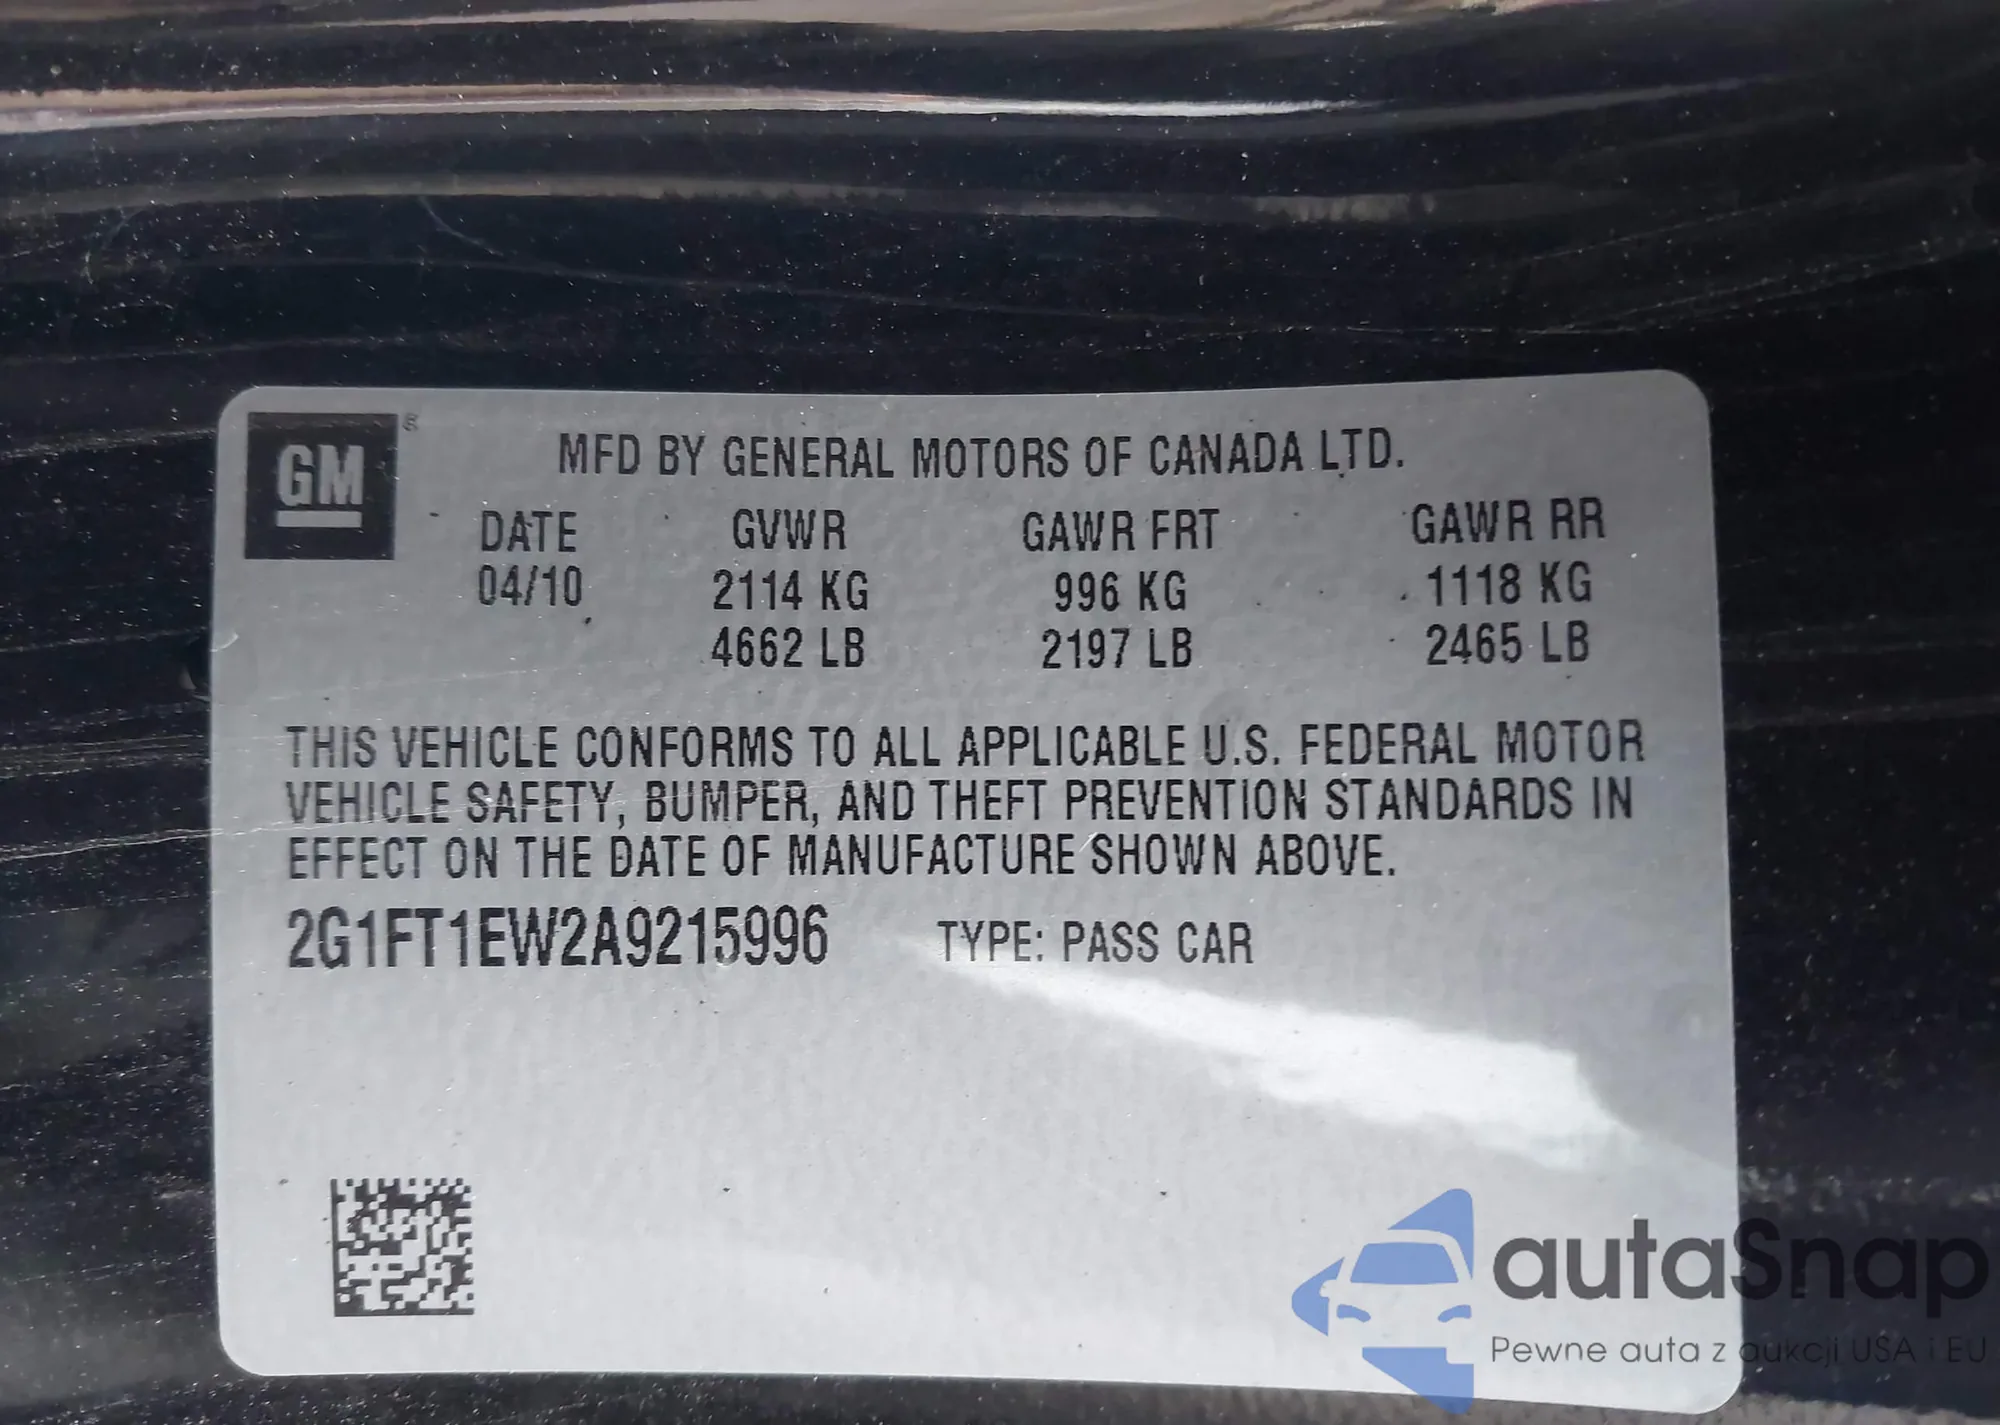 GM
MFD BY GENERAL MOTORS OF CANADA LTD.
DATE GVWR GAWR FRT GAWR RR
04/10 2114 KG 996 KG 1118 KG
4662 LB 2197 LB 2465 LB
THIS VEHICLE CONFORMS TO ALL APPLICABLE U.S. FEDERAL MOTOR
VEHICLE SAFETY, BUMPER, AND THEFT PREVENTION STANDARDS IN
EFFECT ON THE DATE OF MANUFACTURE SHOWN ABOVE.
2G1FT1EW2A9215996 TYPE: PASS CAR
autaSnap
Pewne auta z aukcji USA i EU